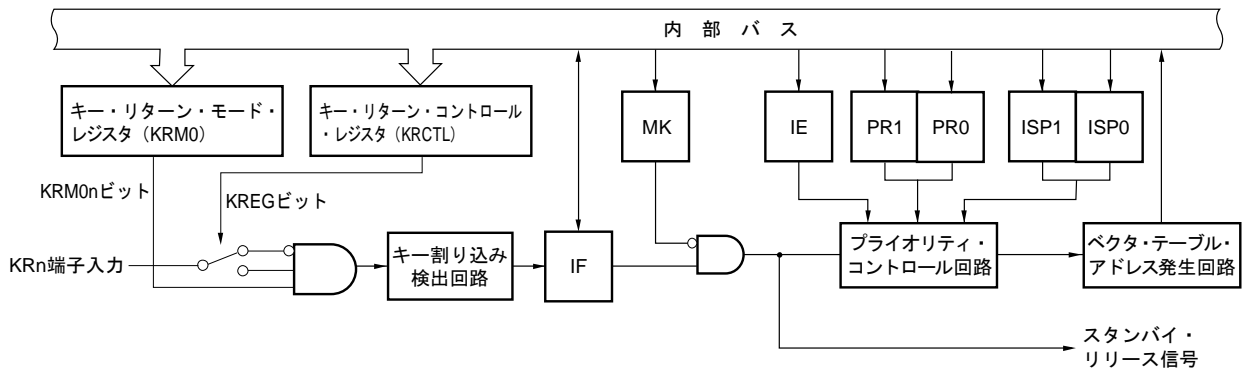 内 部 バ ス
キー・リターン・モード・
レジスタ（KRM0）
キー・リターン・コントロール
・レジスタ（KRCTL）
MK
IE
PR1
PR0
ISP1
ISP0
KRM0nビット
KREGビット
KRn端子入力
キー割り込み
検出回路
IF
プライオリティ・
コントロール回路
ベクタ・テーブル・
アドレス発生回路
スタンバイ・
リリース信号